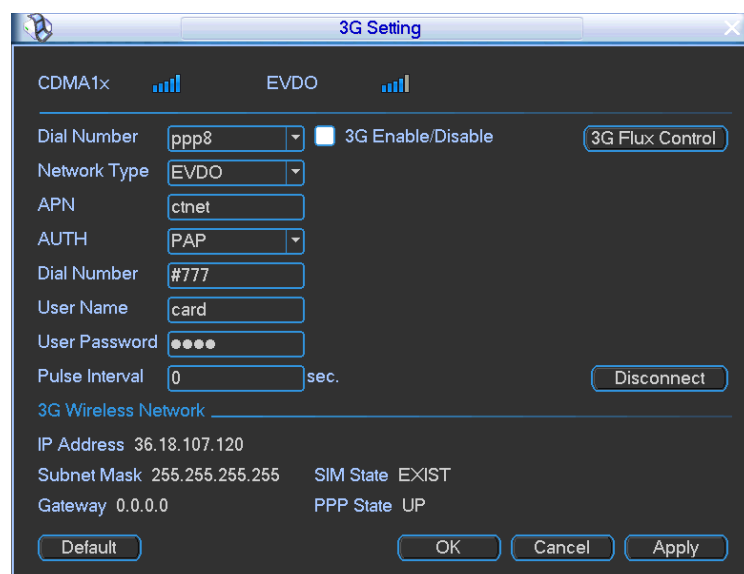 3G Setting
CDMA1x EVDO
Dial Number ppp8 3G Enable/Disable 3G Flux Control
Network Type EVDO
APN ctnet
AUTH PAP
Dial Number #777
User Name card
User Password ●●●●
Pulse Interval 0 sec. Disconnect
3G Wireless Network
IP Address 36.18.107.120
Subnet Mask 255.255.255.255 SIM State EXIST
Gateway 0.0.0.0 PPP State UP
Default OK Cancel Apply